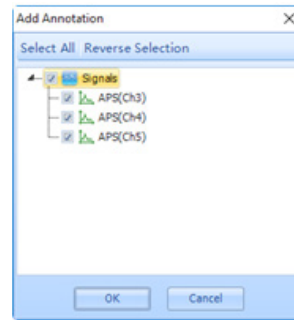 Add Annotation
Select All Reverse Selection
Signals
APS(Ch3)
APS(Ch4)
APS(Ch5)
OK Cancel